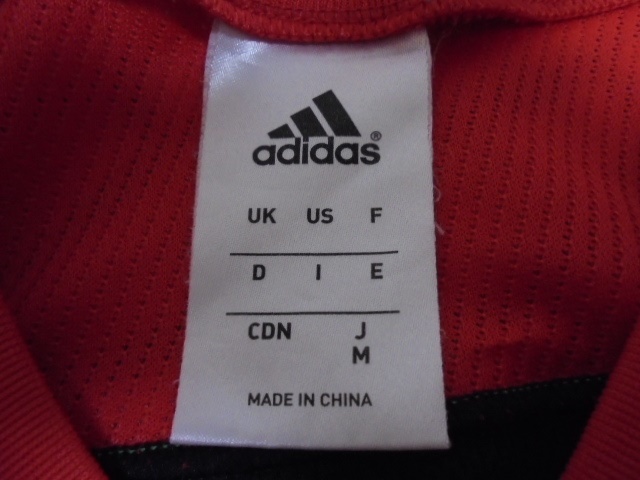 adidas®
UK US F
D I E
CDN J
M
MADE IN CHINA